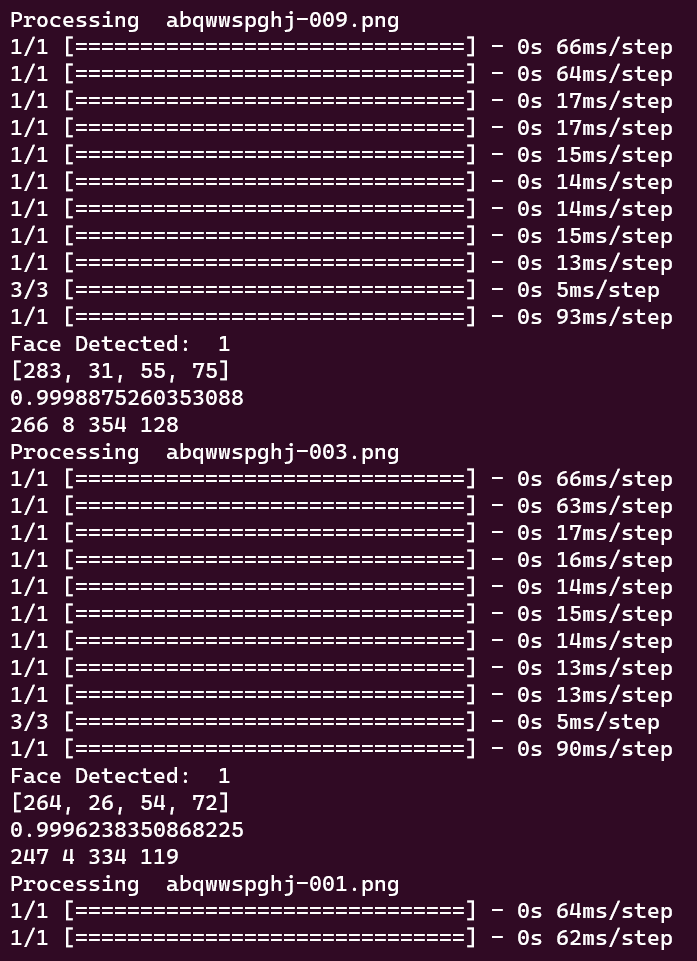 Processing  abqwwspghj-009.png
1/1 [==============================] - 0s 66ms/step
1/1 [==============================] - 0s 64ms/step
1/1 [==============================] - 0s 17ms/step
1/1 [==============================] - 0s 17ms/step
1/1 [==============================] - 0s 15ms/step
1/1 [==============================] - 0s 14ms/step
1/1 [==============================] - 0s 14ms/step
1/1 [==============================] - 0s 15ms/step
1/1 [==============================] - 0s 13ms/step
3/3 [==============================] - 0s 5ms/step
1/1 [==============================] - 0s 93ms/step
Face Detected:  1
[283, 31, 55, 75]
0.9998875260353088
266 8 354 128
Processing  abqwwspghj-003.png
1/1 [==============================] - 0s 66ms/step
1/1 [==============================] - 0s 63ms/step
1/1 [==============================] - 0s 17ms/step
1/1 [==============================] - 0s 16ms/step
1/1 [==============================] - 0s 14ms/step
1/1 [==============================] - 0s 15ms/step
1/1 [==============================] - 0s 14ms/step
1/1 [==============================] - 0s 13ms/step
1/1 [==============================] - 0s 13ms/step
3/3 [==============================] - 0s 5ms/step
1/1 [==============================] - 0s 90ms/step
Face Detected:  1
[264, 26, 54, 72]
0.9996238350868225
247 4 334 119
Processing  abqwwspghj-001.png
1/1 [==============================] - 0s 64ms/step
1/1 [==============================] - 0s 62ms/step